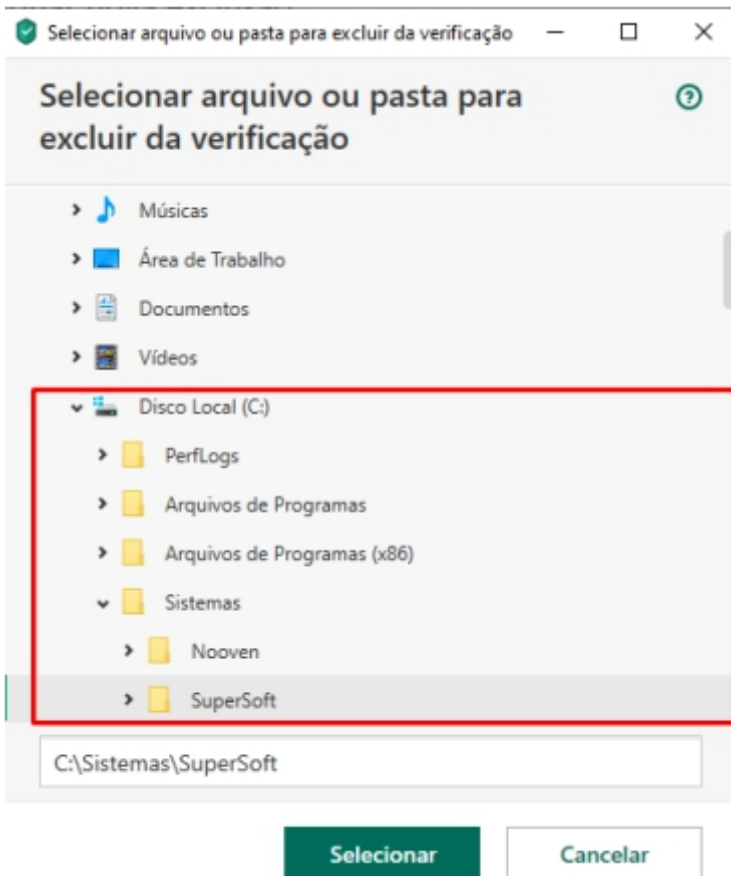 Selecionar arquivo ou pasta para excluir da verificação
Selecionar arquivo ou pasta para
excluir da verificação
Músicas
Área de Trabalho
Documentos
Vídeos
Disco Local (C:)
PerfLogs
Arquivos de Programas
Arquivos de Programas (x86)
Sistemas
Nooven
SuperSoft
C:\Sistemas\SuperSoft
Selecionar
Cancelar